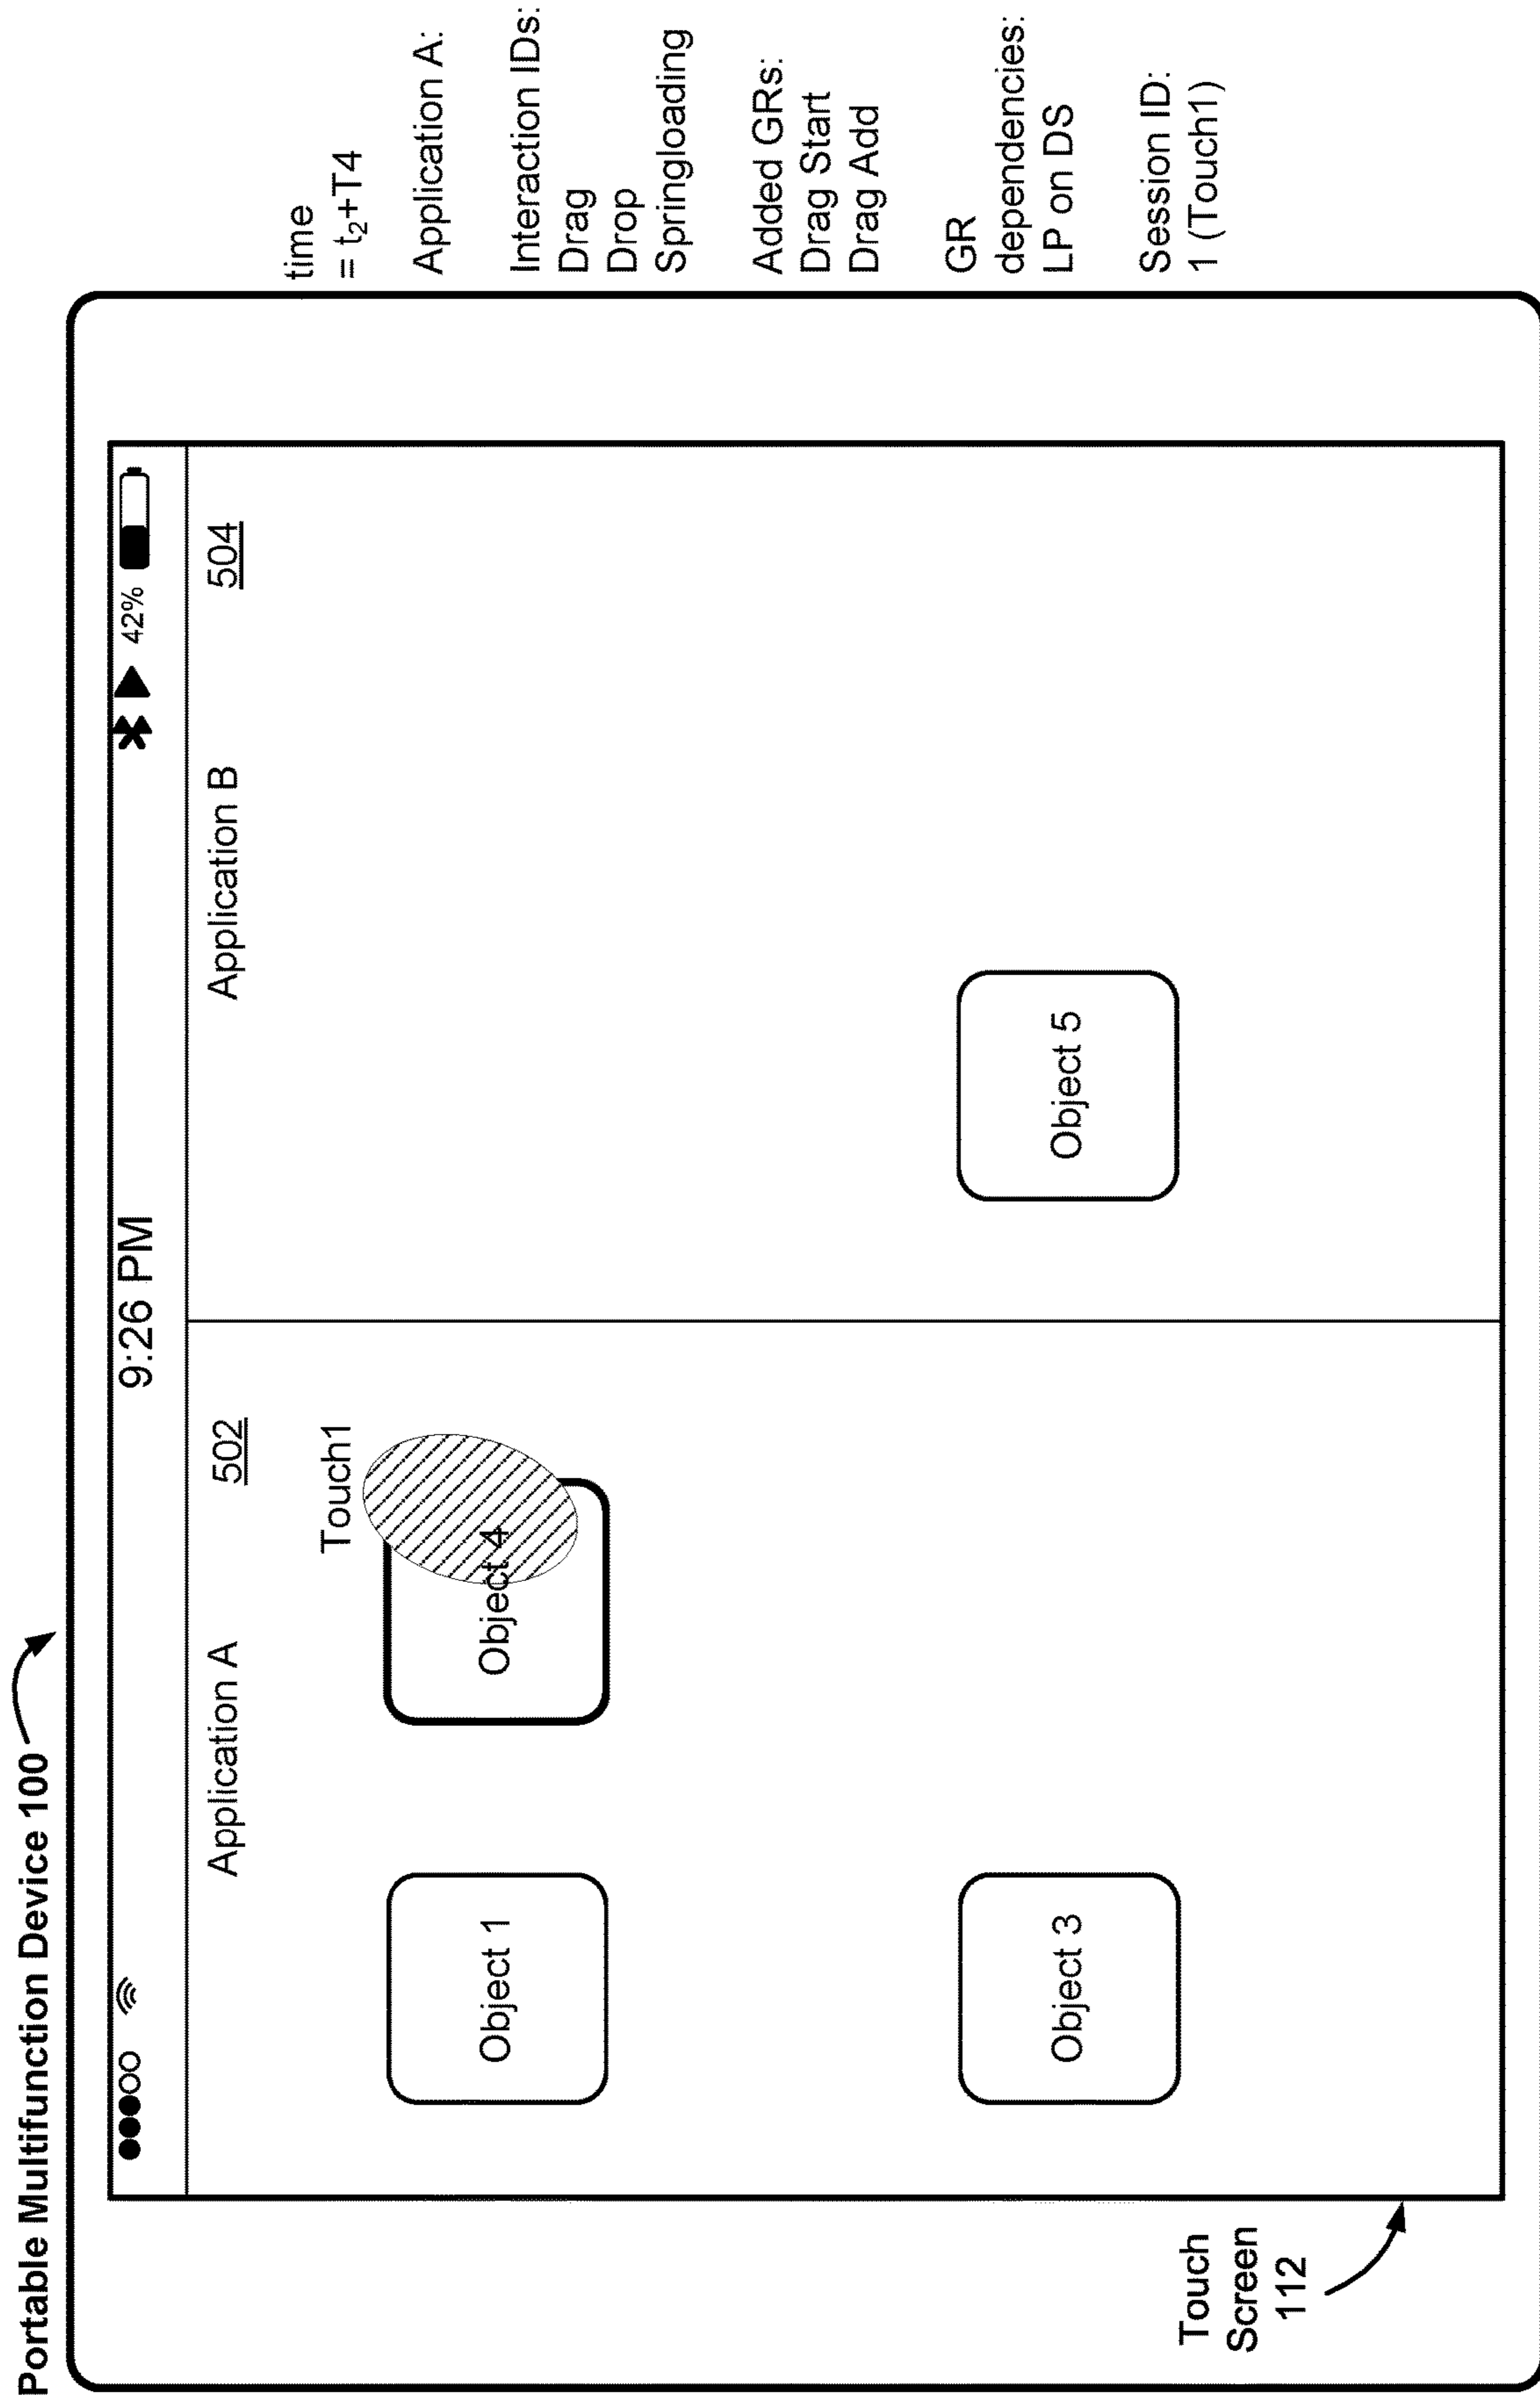 Portable Multifunction Device 100
9:26 PM
42%
Application A
502
Application B
504
Touch1
Object 1
Object 4
Object 3
Object 5
Touch
Screen
112
time
= t₂+T4
Application A:
Interaction IDs:
Drag
Drop
Springloading
Added GRs:
Drag Start
Drag Add
GR
dependencies:
LP on DS
Session ID:
1 (Touch1)